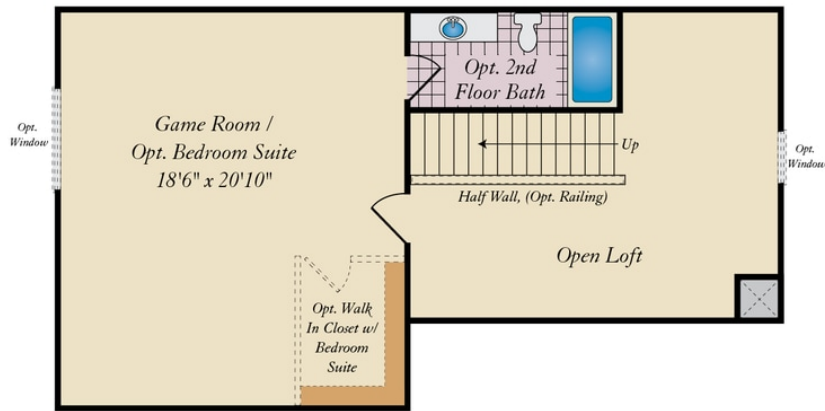 Opt.
Window
Game Room /
Opt. Bedroom Suite
18'6" x 20'10"
Opt. 2nd
Floor Bath
Up
Half Wall, (Opt. Railing)
Opt.
Window
Open Loft
Opt. Walk
In Closet w/
Bedroom
Suite